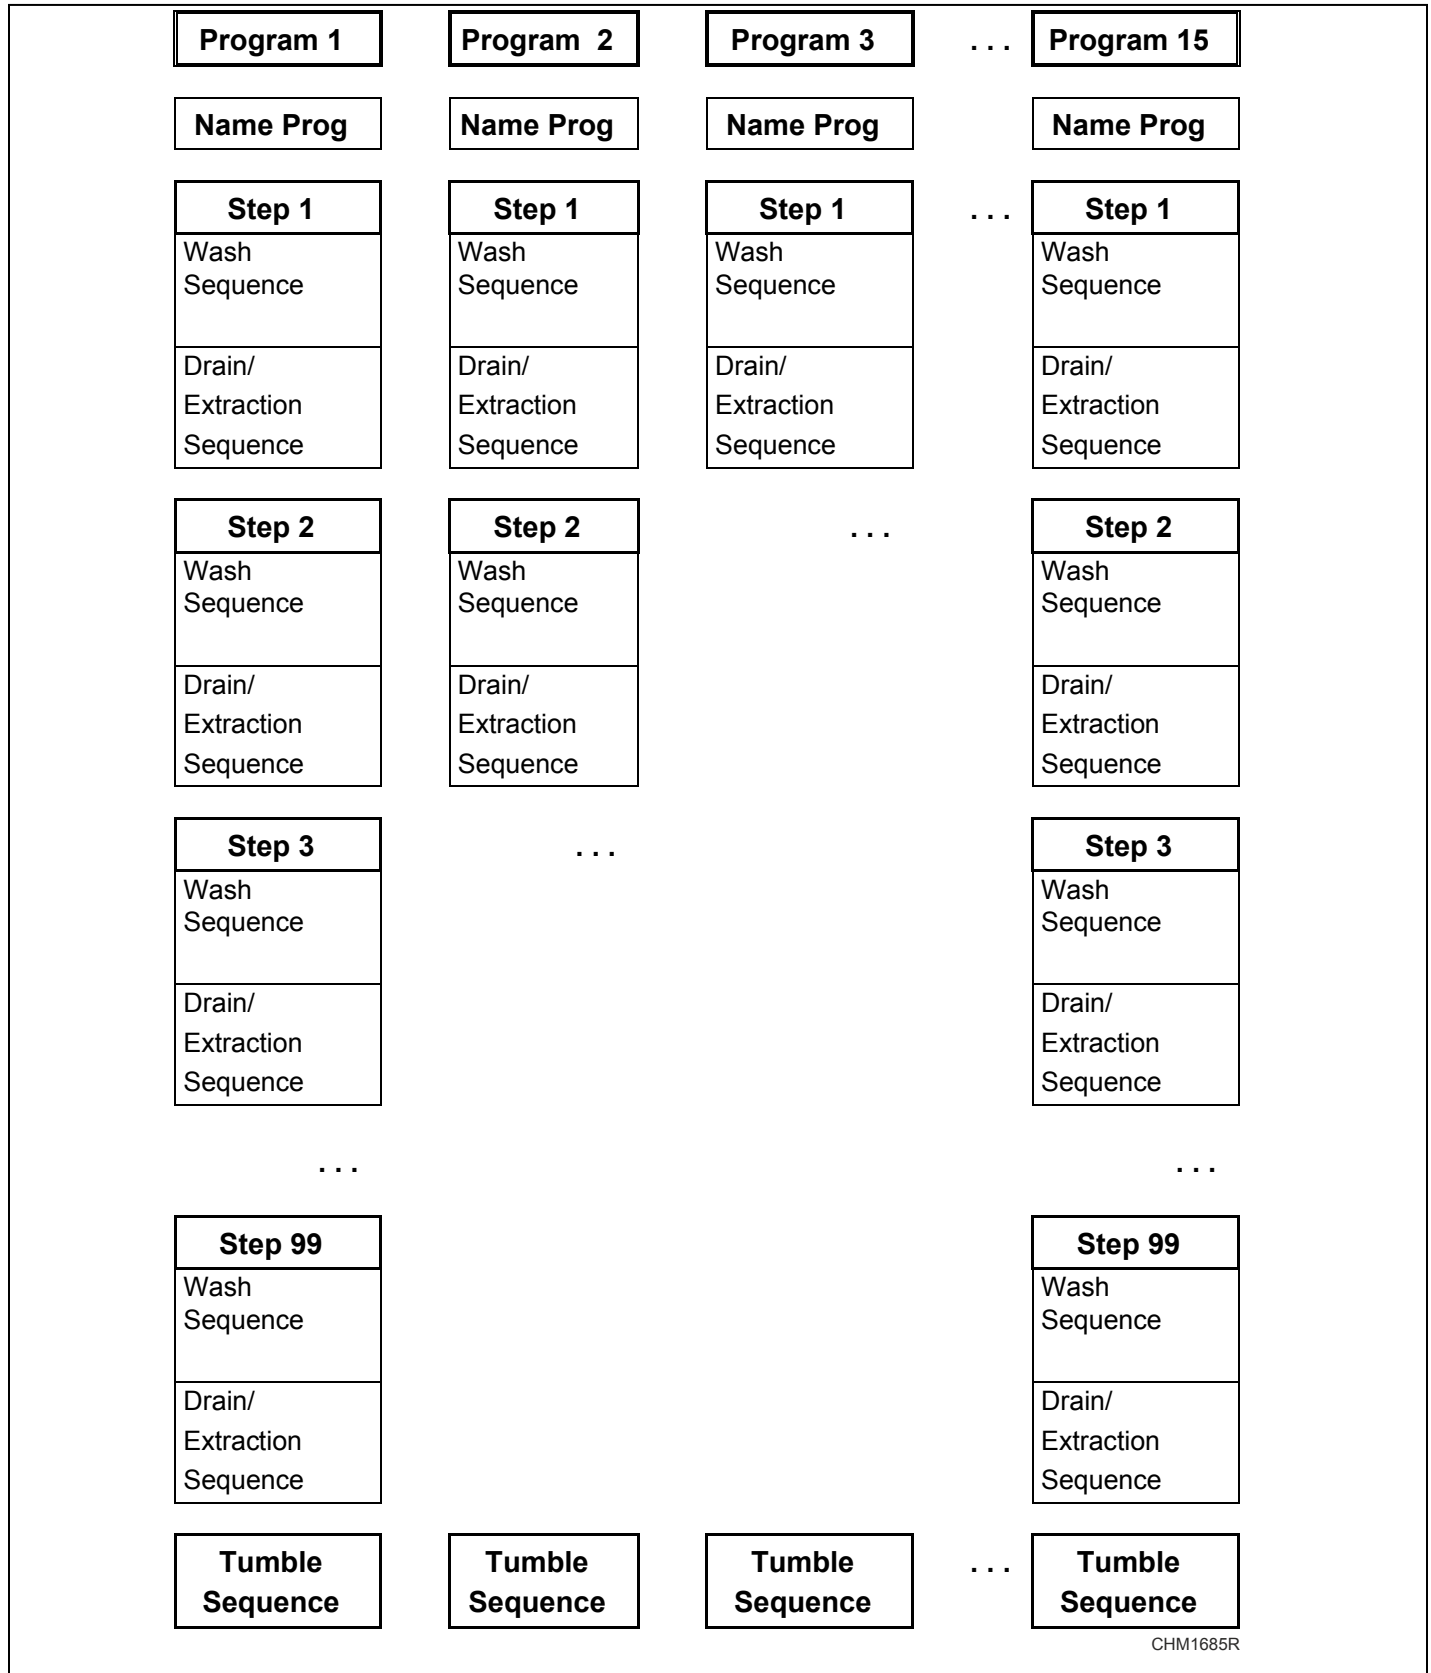 Program 1 Program 2 Program 3 . . . Program 15
Name Prog Name Prog Name Prog Name Prog
Step 1 Step 1 Step 1 . . . Step 1
Wash Wash Wash Wash
Sequence Sequence Sequence Sequence
Drain/ Drain/ Drain/ Drain/
Extraction Extraction Extraction Extraction
Sequence Sequence Sequence Sequence
Step 2 Step 2 . . . Step 2
Wash Wash Wash
Sequence Sequence Sequence
Drain/ Drain/ Drain/
Extraction Extraction Extraction
Sequence Sequence Sequence
Step 3 . . . Step 3
Wash Wash
Sequence Sequence
Drain/ Drain/
Extraction Extraction
Sequence Sequence
. . . . . .
Step 99 Step 99
Wash Wash
Sequence Sequence
Drain/ Drain/
Extraction Extraction
Sequence Sequence
Tumble Tumble Tumble . . . Tumble
Sequence Sequence Sequence Sequence
CHM1685R